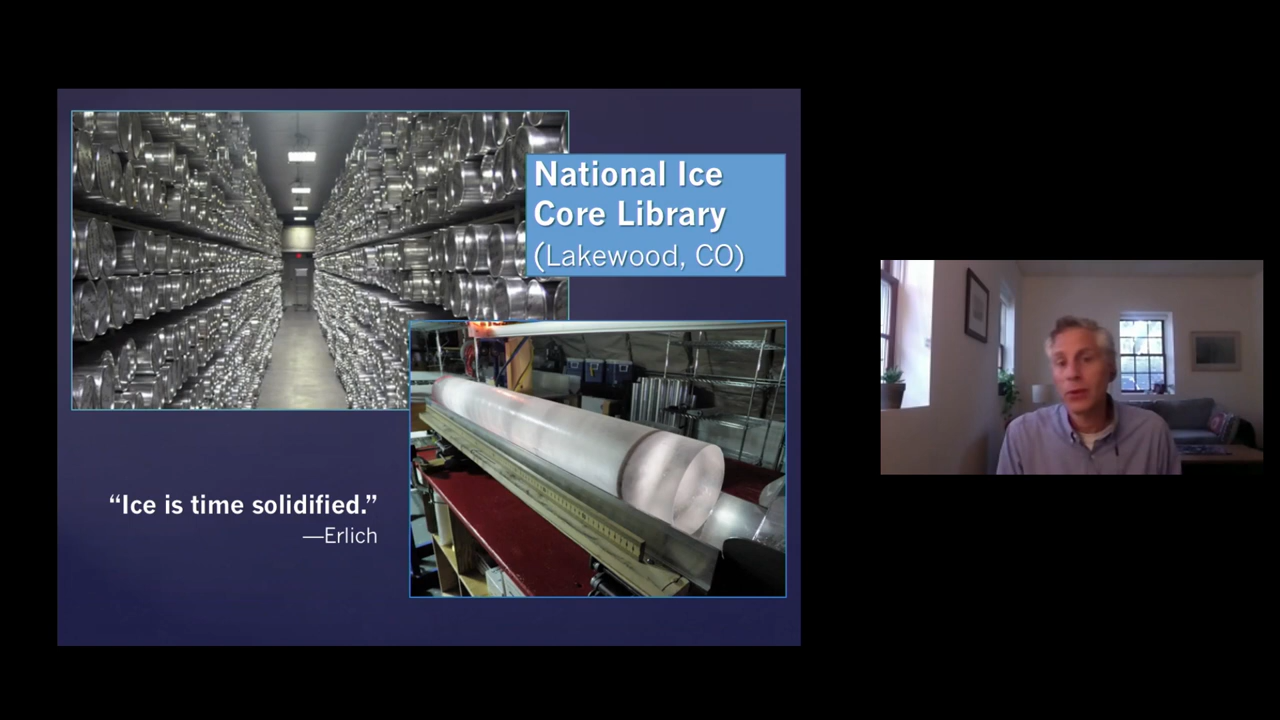 National Ice
Core Library
(Lakewood, CO)
“Ice is time solidified.”
—Erlich